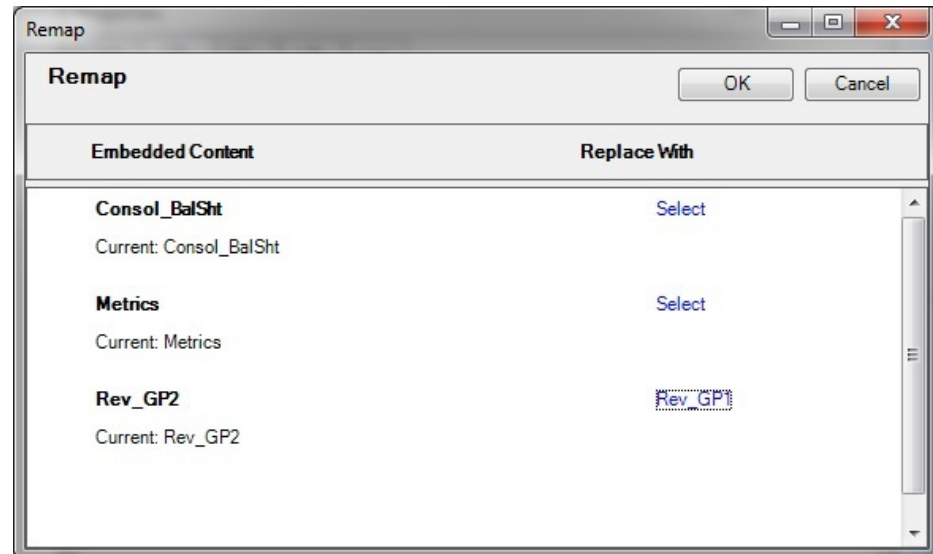 Remap
Remap
OK Cancel
Embedded Content Replace With
Consol_BalSht Select
Current: Consol_BalSht
Metrics Select
Current: Metrics
Rev_GP2 Rev_GP1
Current: Rev_GP2